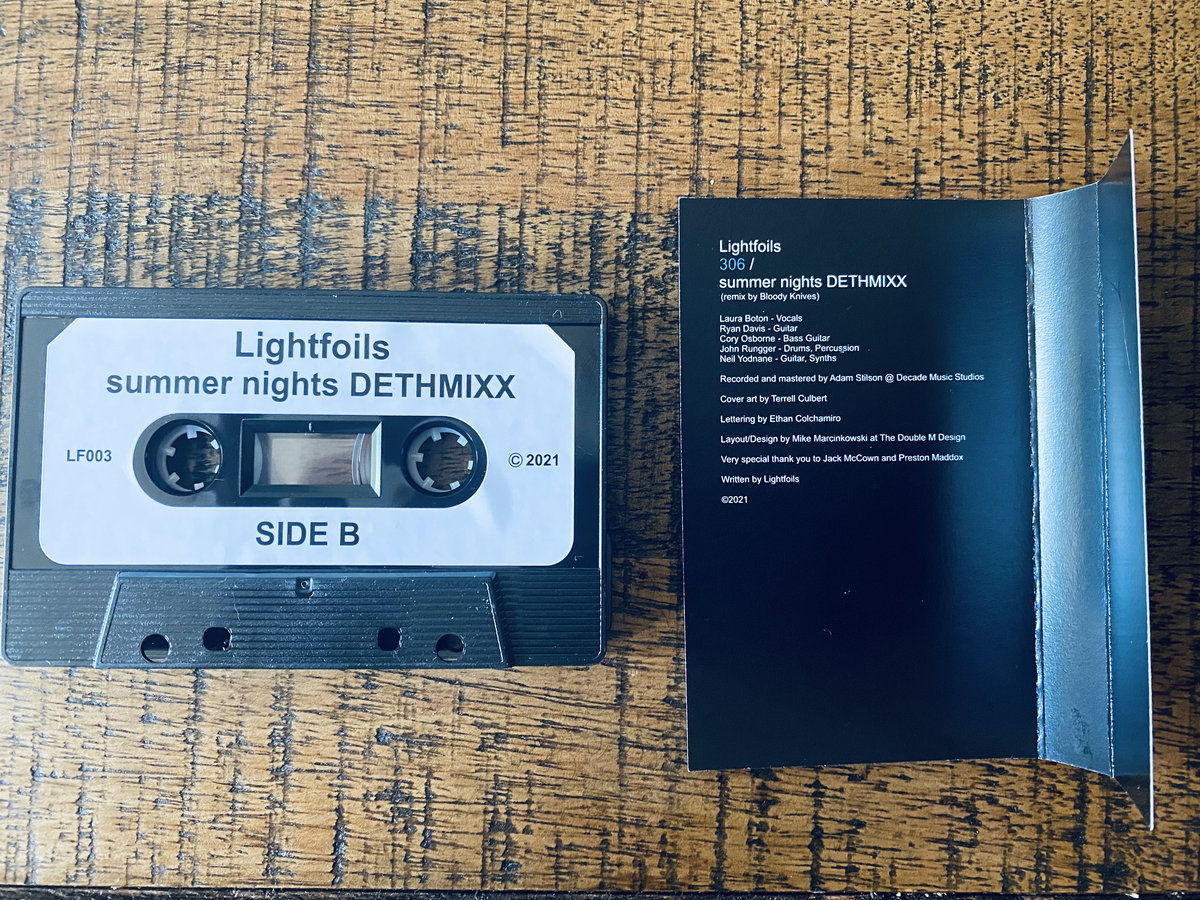 Lightfoils
summer nights DETHMIXX
LF003
© 2021
SIDE B
Lightfoils
306 /
summer nights DETHMIXX
(remix by Bloody Knives)
Laura Boton - Vocals
Ryan Davis - Guitar
Cory Osborne - Bass Guitar
John Rungger - Drums, Percussion
Neil Yodnane - Guitar, Synths
Recorded and mastered by Adam Stilson @ Decade Music Studios
Cover art by Terrell Culbert
Lettering by Ethan Colchamiro
Layout/Design by Mike Marcinkowski at The Double M Design
Very special thank you to Jack McCown and Preston Maddox
Written by Lightfoils
©2021